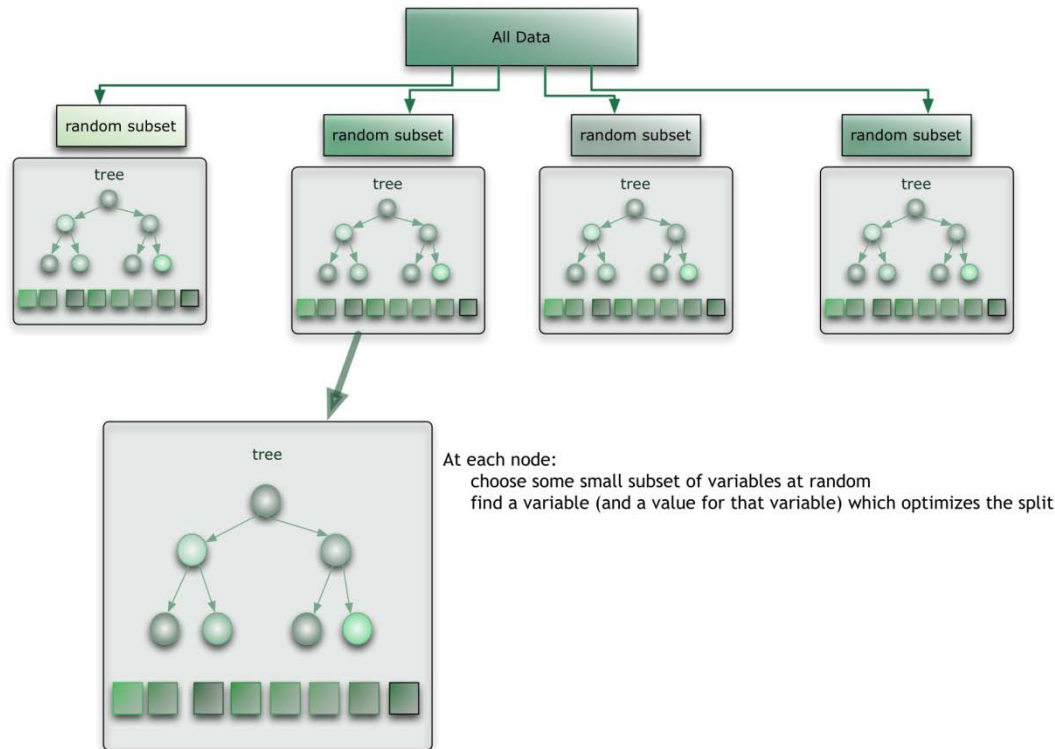 All Data
random subset
random subset
random subset
random subset
tree
tree
tree
tree
tree
At each node:
choose some small subset of variables at random
find a variable (and a value for that variable) which optimizes the split